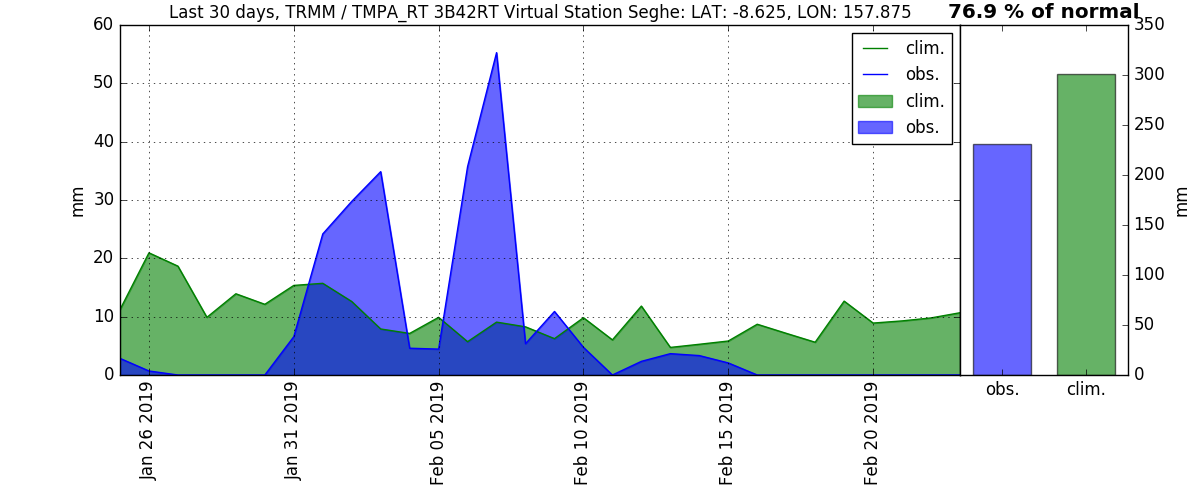 Last 30 days, TRMM / TMPA_RT 3B42RT Virtual Station Seghe: LAT: -8.625, LON: 157.875
76.9 % of normal
60
50
40
30
20
10
0
mm
clim.
obs.
clim.
obs.
Jan 26 2019
Jan 31 2019
Feb 05 2019
Feb 10 2019
Feb 15 2019
Feb 20 2019
350
300
250
200
150
100
50
0
mm
obs.
clim.